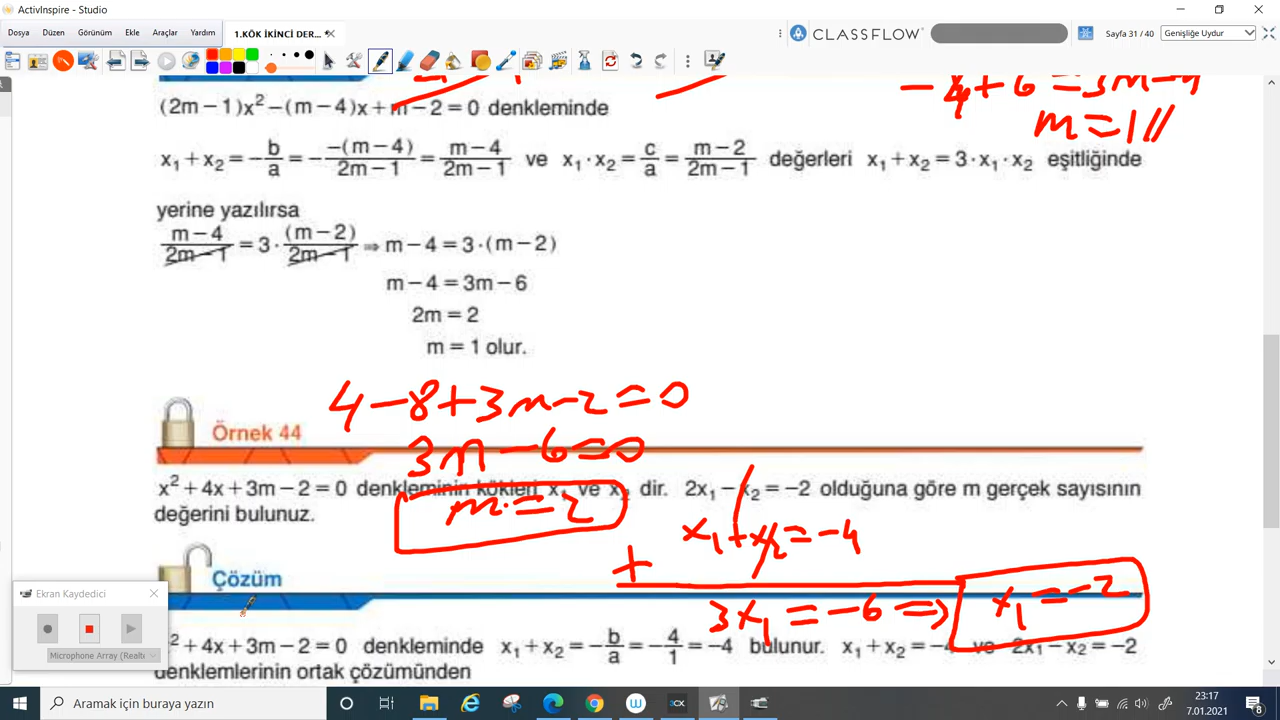 ActivInspire - Studio
Dosya Düzen Görünüm Ekle Araçlar Yardım
1.KÖK İKİNCİ DER...
CLASSFLOW
Sayfa 31 / 40
Genişliğe Uydur
-4+6=3m-4
m=1//
(2m-1)x²-(m-4)x+m-2=0 denkleminde
x₁+x₂=-b/a=--(m-4)/2m-1=m-4/2m-1 ve x₁·x₂=c/a=m-2/2m-1 değerleri x₁+x₂=3·x₁·x₂ eşitliğinde
yerine yazılırsa
m-4/2m-1=3·(m-2)/2m-1⇒m-4=3·(m-2)
m-4=3m-6
2m=2
m=1 olur.
4-8+3m-2=0
Örnek 44
3m-6=0
x²+4x+3m-2=0 denkleminin kökleri x₁ ve x₂ dir. 2x₁-x₂=-2 olduğuna göre m gerçek sayısının
değerini bulunuz.
m=2
x₁+x₂=-4
+
Çözüm
3x₁=-6⇒ x₁=-2
x²+4x+3m-2=0 denkleminde x₁+x₂=-b/a=-4/1=-4 bulunur. x₁+x₂=-4 ve 2x₁-x₂=-2
denklemlerinin ortak çözümünden
Ekran Kaydedici
Microphone Array (Realte
Aramak için buraya yazın
3CX
23:17
7.01.2021
8